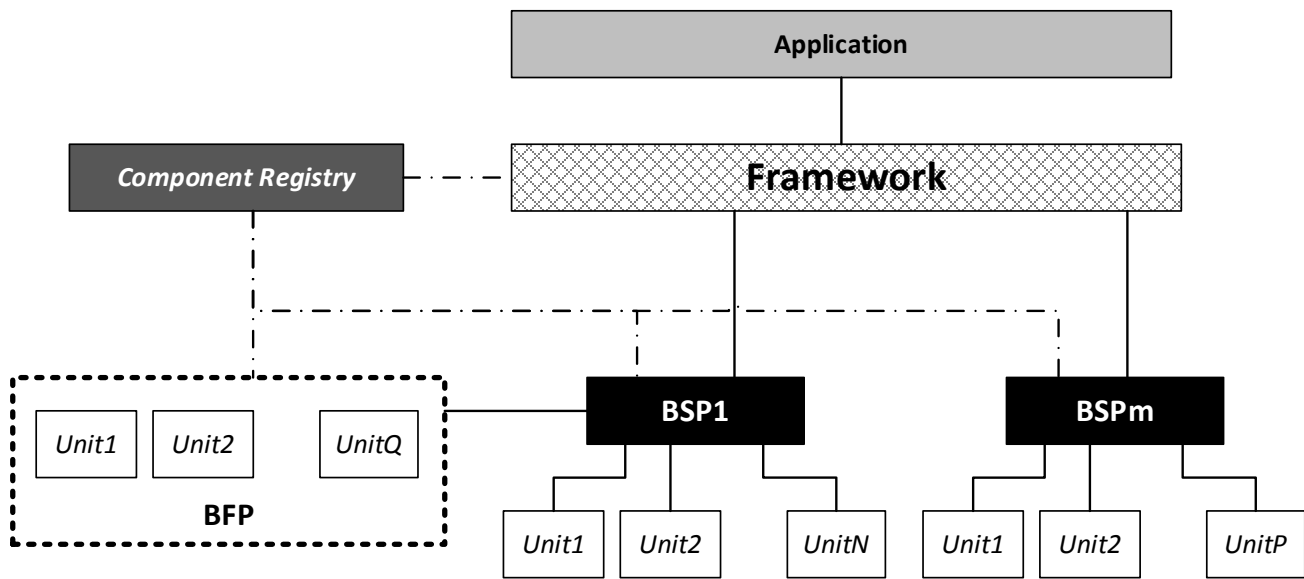 Application
Component Registry
Framework
BSP1
BSPm
Unit1
Unit2
UnitQ
BFP
Unit1
Unit2
UnitN
Unit1
Unit2
UnitP